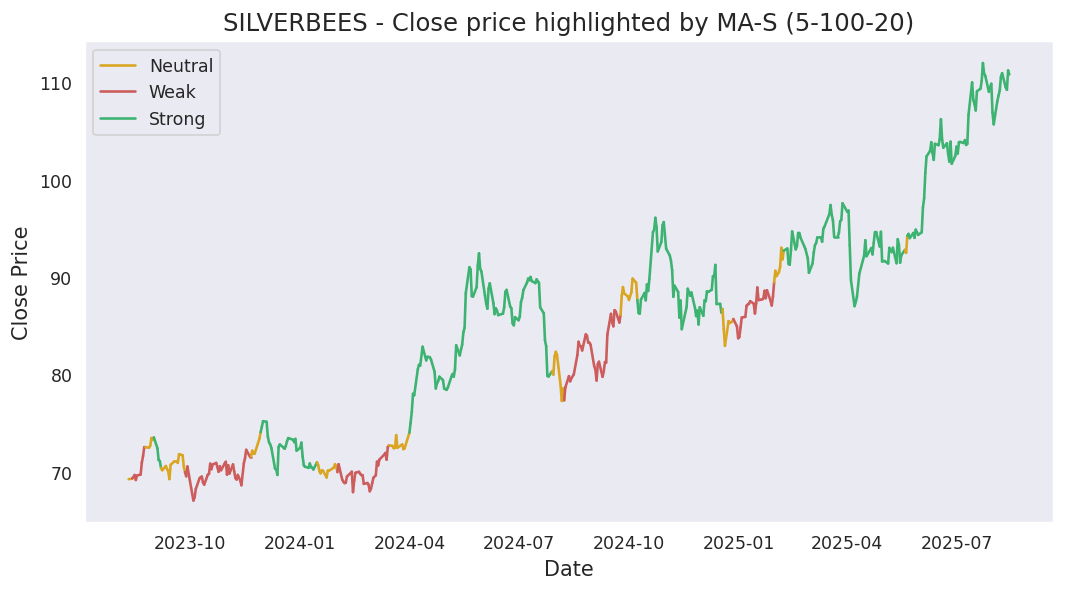 SILVERBEES - Close price highlighted by MA-S (5-100-20)
Neutral
Weak
Strong
Close Price
110
100
90
80
70
2023-10
2024-01
2024-04
2024-07
2024-10
2025-01
2025-04
2025-07
Date